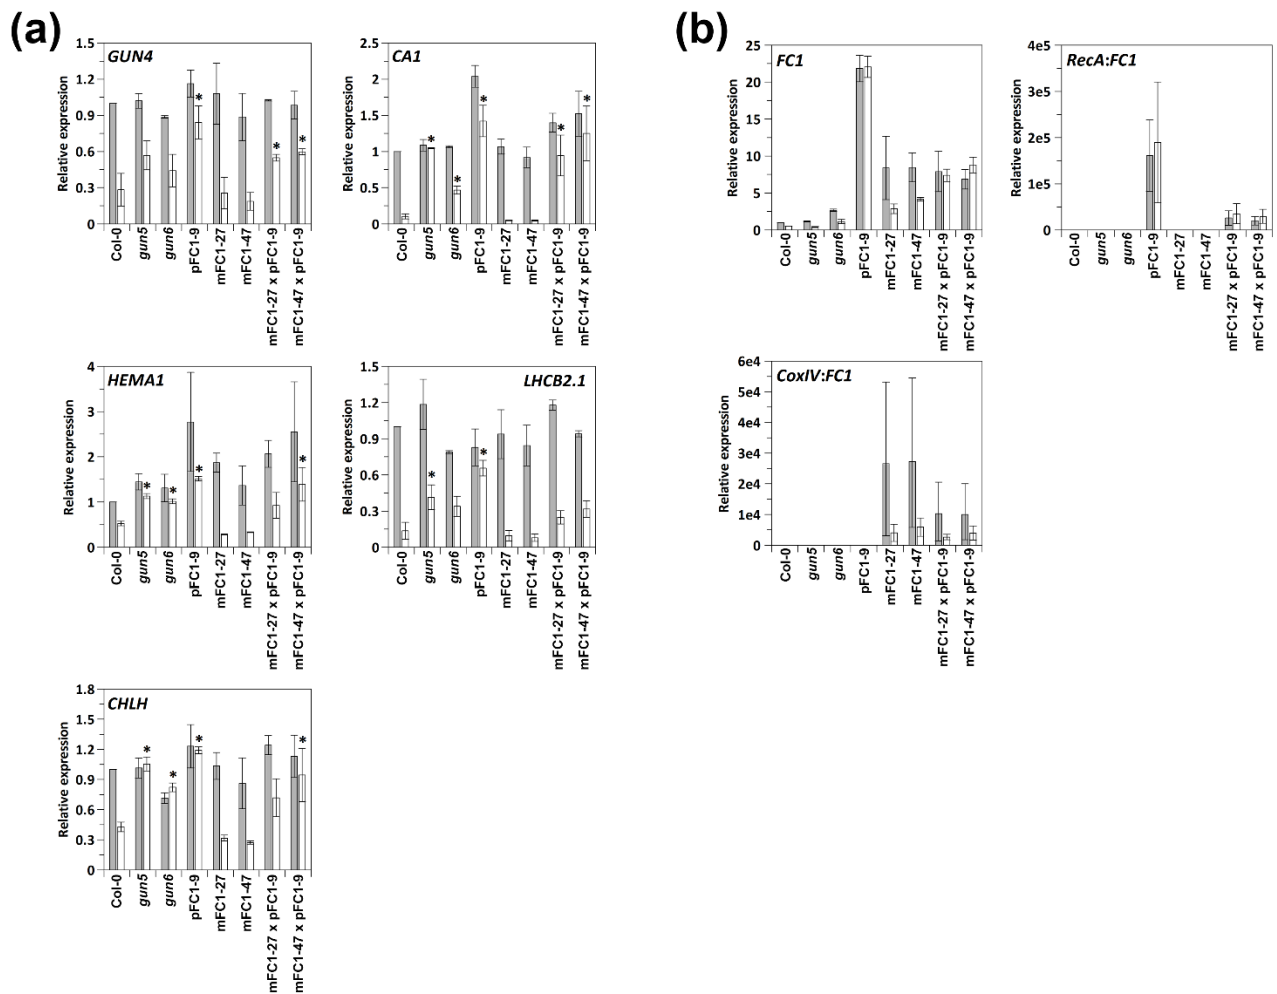 (a)
GUN4
Relative expression
1.5
1.2
0.9
0.6
0.3
0
*
*
*
Col-0
gun5
gun6
pFC1-9
mFC1-27
mFC1-47
mFC1-27 x pFC1-9
mFC1-47 x pFC1-9
CA1
Relative expression
2.5
2
1.5
1
0.5
0
*
*
*
*
*
Col-0
gun5
gun6
pFC1-9
mFC1-27
mFC1-47
mFC1-27 x pFC1-9
mFC1-47 x pFC1-9
HEMA1
Relative expression
4
3
2
1
0
*
*
*
*
Col-0
gun5
gun6
pFC1-9
mFC1-27
mFC1-47
mFC1-27 x pFC1-9
mFC1-47 x pFC1-9
LHCB2.1
Relative expression
1.5
1.2
0.9
0.6
0.3
0
*
*
Col-0
gun5
gun6
pFC1-9
mFC1-27
mFC1-47
mFC1-27 x pFC1-9
mFC1-47 x pFC1-9
CHLH
Relative expression
1.8
1.5
1.2
0.9
0.6
0.3
0
*
*
*
*
Col-0
gun5
gun6
pFC1-9
mFC1-27
mFC1-47
mFC1-27 x pFC1-9
mFC1-47 x pFC1-9
(b)
FC1
Relative expression
25
20
15
10
5
0
Col-0
gun5
gun6
pFC1-9
mFC1-27
mFC1-47
mFC1-27 x pFC1-9
mFC1-47 x pFC1-9
RecA:FC1
Relative expression
4e5
3e5
2e5
1e5
0
Col-0
gun5
gun6
pFC1-9
mFC1-27
mFC1-47
mFC1-27 x pFC1-9
mFC1-47 x pFC1-9
CoxIV:FC1
Relative expression
6e4
5e4
4e4
3e4
2e4
1e4
0
Col-0
gun5
gun6
pFC1-9
mFC1-27
mFC1-47
mFC1-27 x pFC1-9
mFC1-47 x pFC1-9